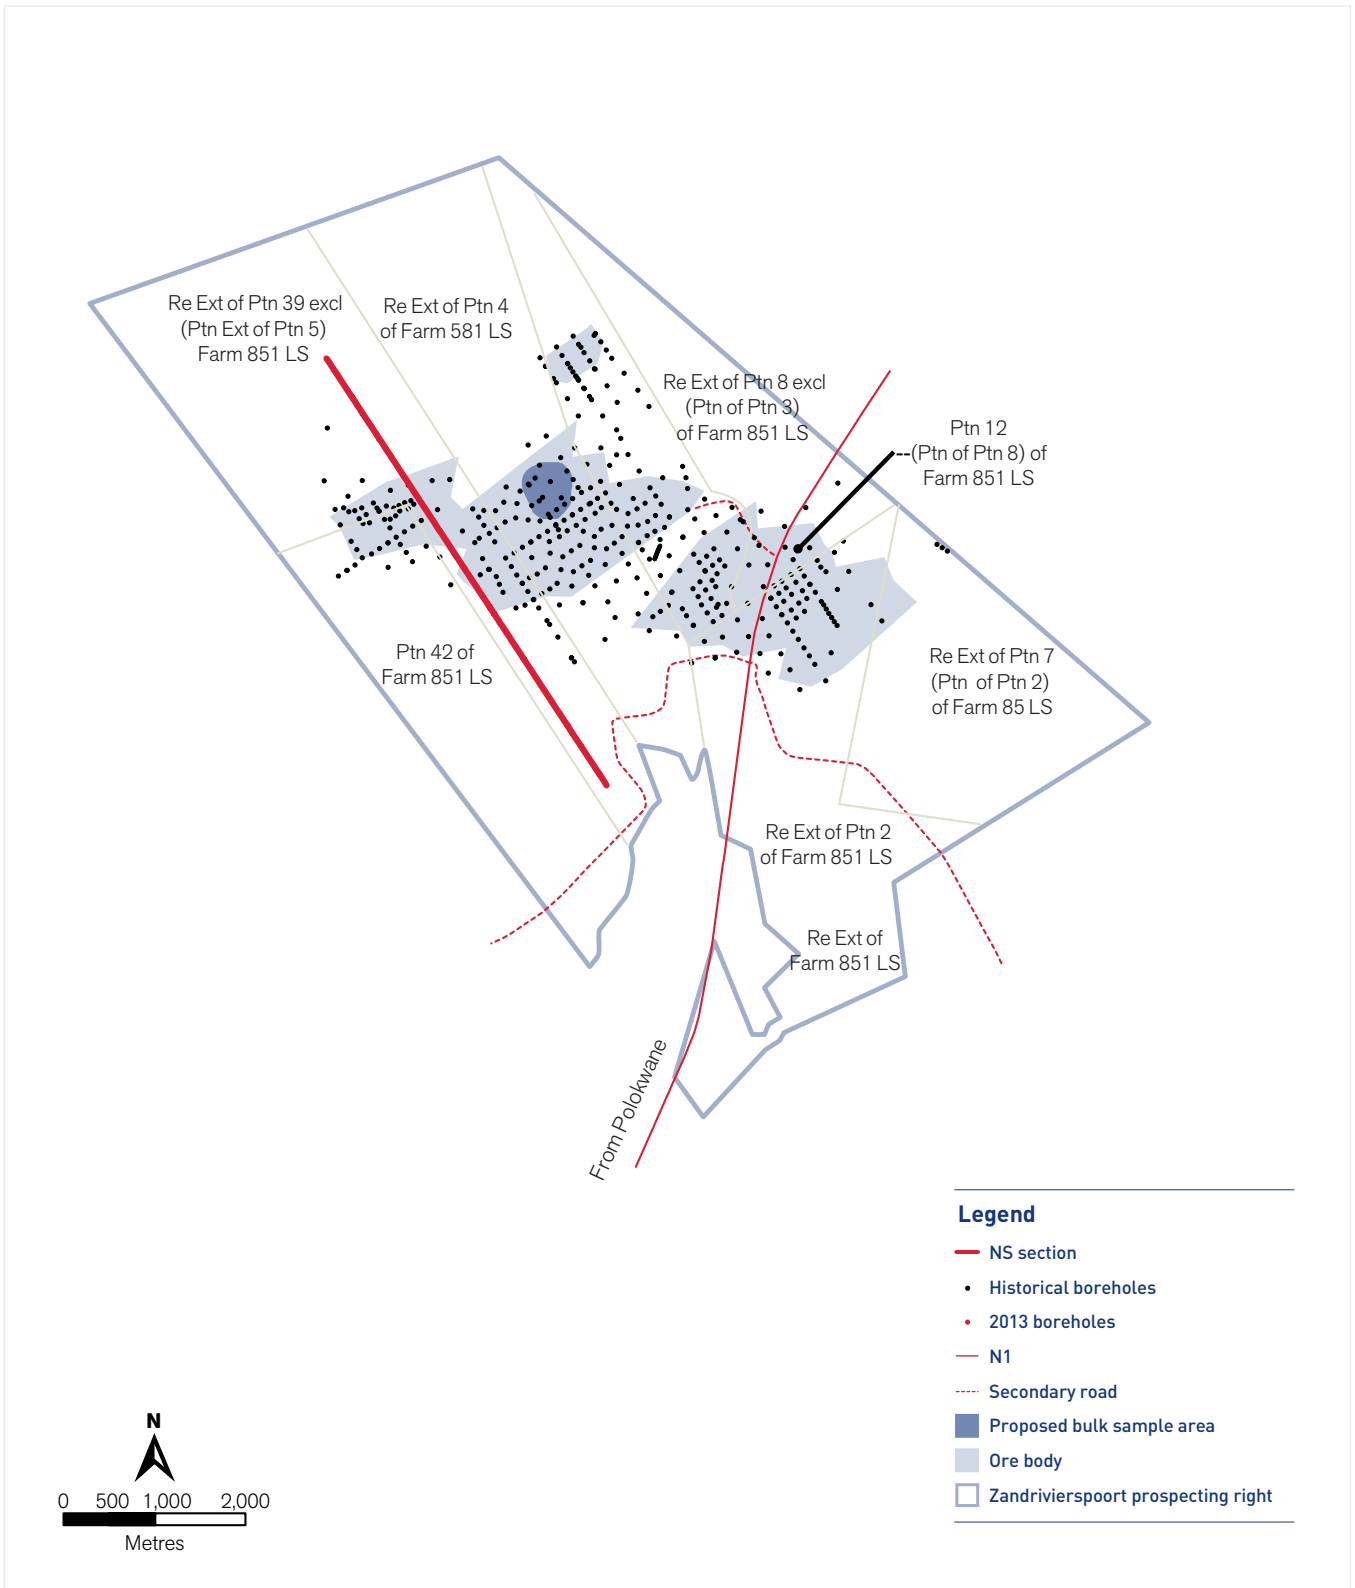 Re Ext of Ptn 39 excl
(Ptn Ext of Ptn 5)
Farm 851 LS
Re Ext of Ptn 4
of Farm 581 LS
Re Ext of Ptn 8 excl
(Ptn of Ptn 3)
of Farm 851 LS
Ptn 12
(Ptn of Ptn 8) of
Farm 851 LS
Ptn 42 of
Farm 851 LS
Re Ext of Ptn 7
(Ptn of Ptn 2)
of Farm 85 LS
Re Ext of Ptn 2
of Farm 851 LS
Re Ext of
Farm 851 LS
From Polokwane
Legend
NS section
Historical boreholes
2013 boreholes
N1
Secondary road
Proposed bulk sample area
Ore body
Zandrivierspoort prospecting right
N
0 500 1,000 2,000
Metres